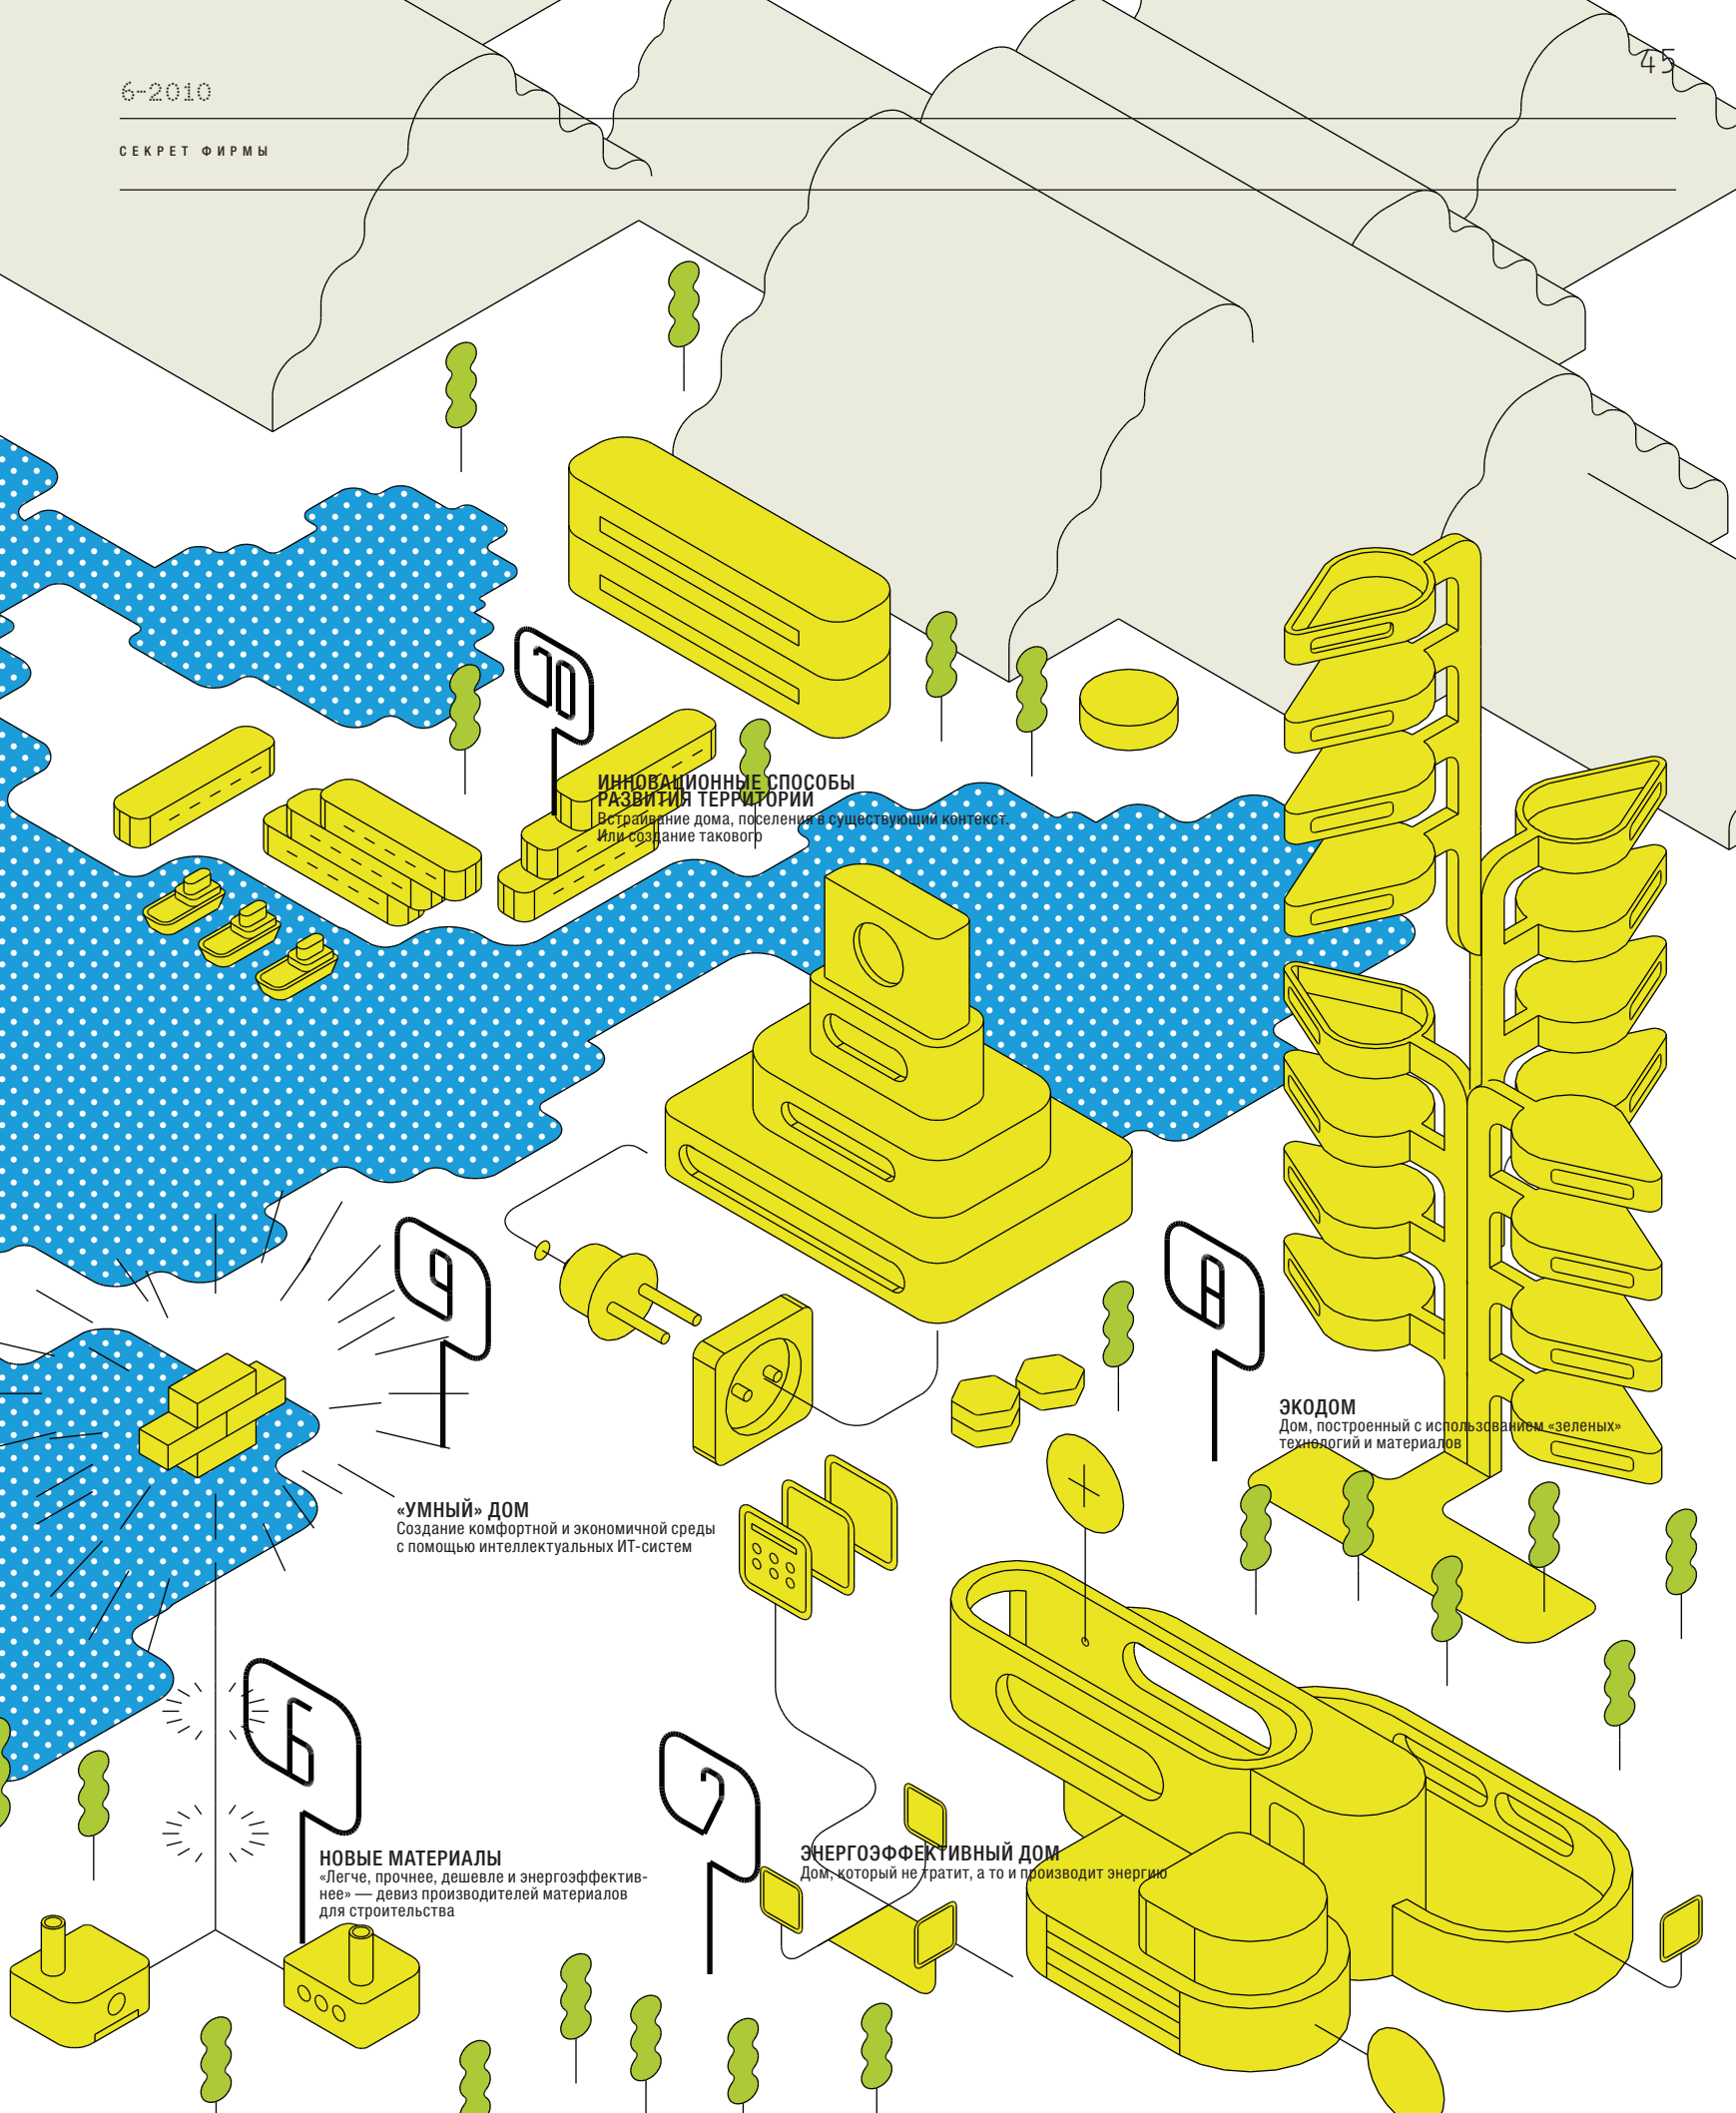 6-2010
45
СЕКРЕТ ФИРМЫ
10
ИННОВАЦИОННЫЕ СПОСОБЫ
РАЗВИТИЯ ТЕРРИТОРИЙ
Встраивание дома, поселения в существующий контекст.
Или создание такового
9
«УМНЫЙ» ДОМ
Создание комфортной и экономичной среды
с помощью интеллектуальных ИТ-систем
8
ЭКОДОМ
Дом, построенный с использованием «зеленых»
технологий и материалов
6
НОВЫЕ МАТЕРИАЛЫ
«Легче, прочнее, дешевле и энергоэффектив-
нее» — девиз производителей материалов
для строительства
7
ЭНЕРГОЭФФЕКТИВНЫЙ ДОМ
Дом, который не тратит, а то и производит энергию